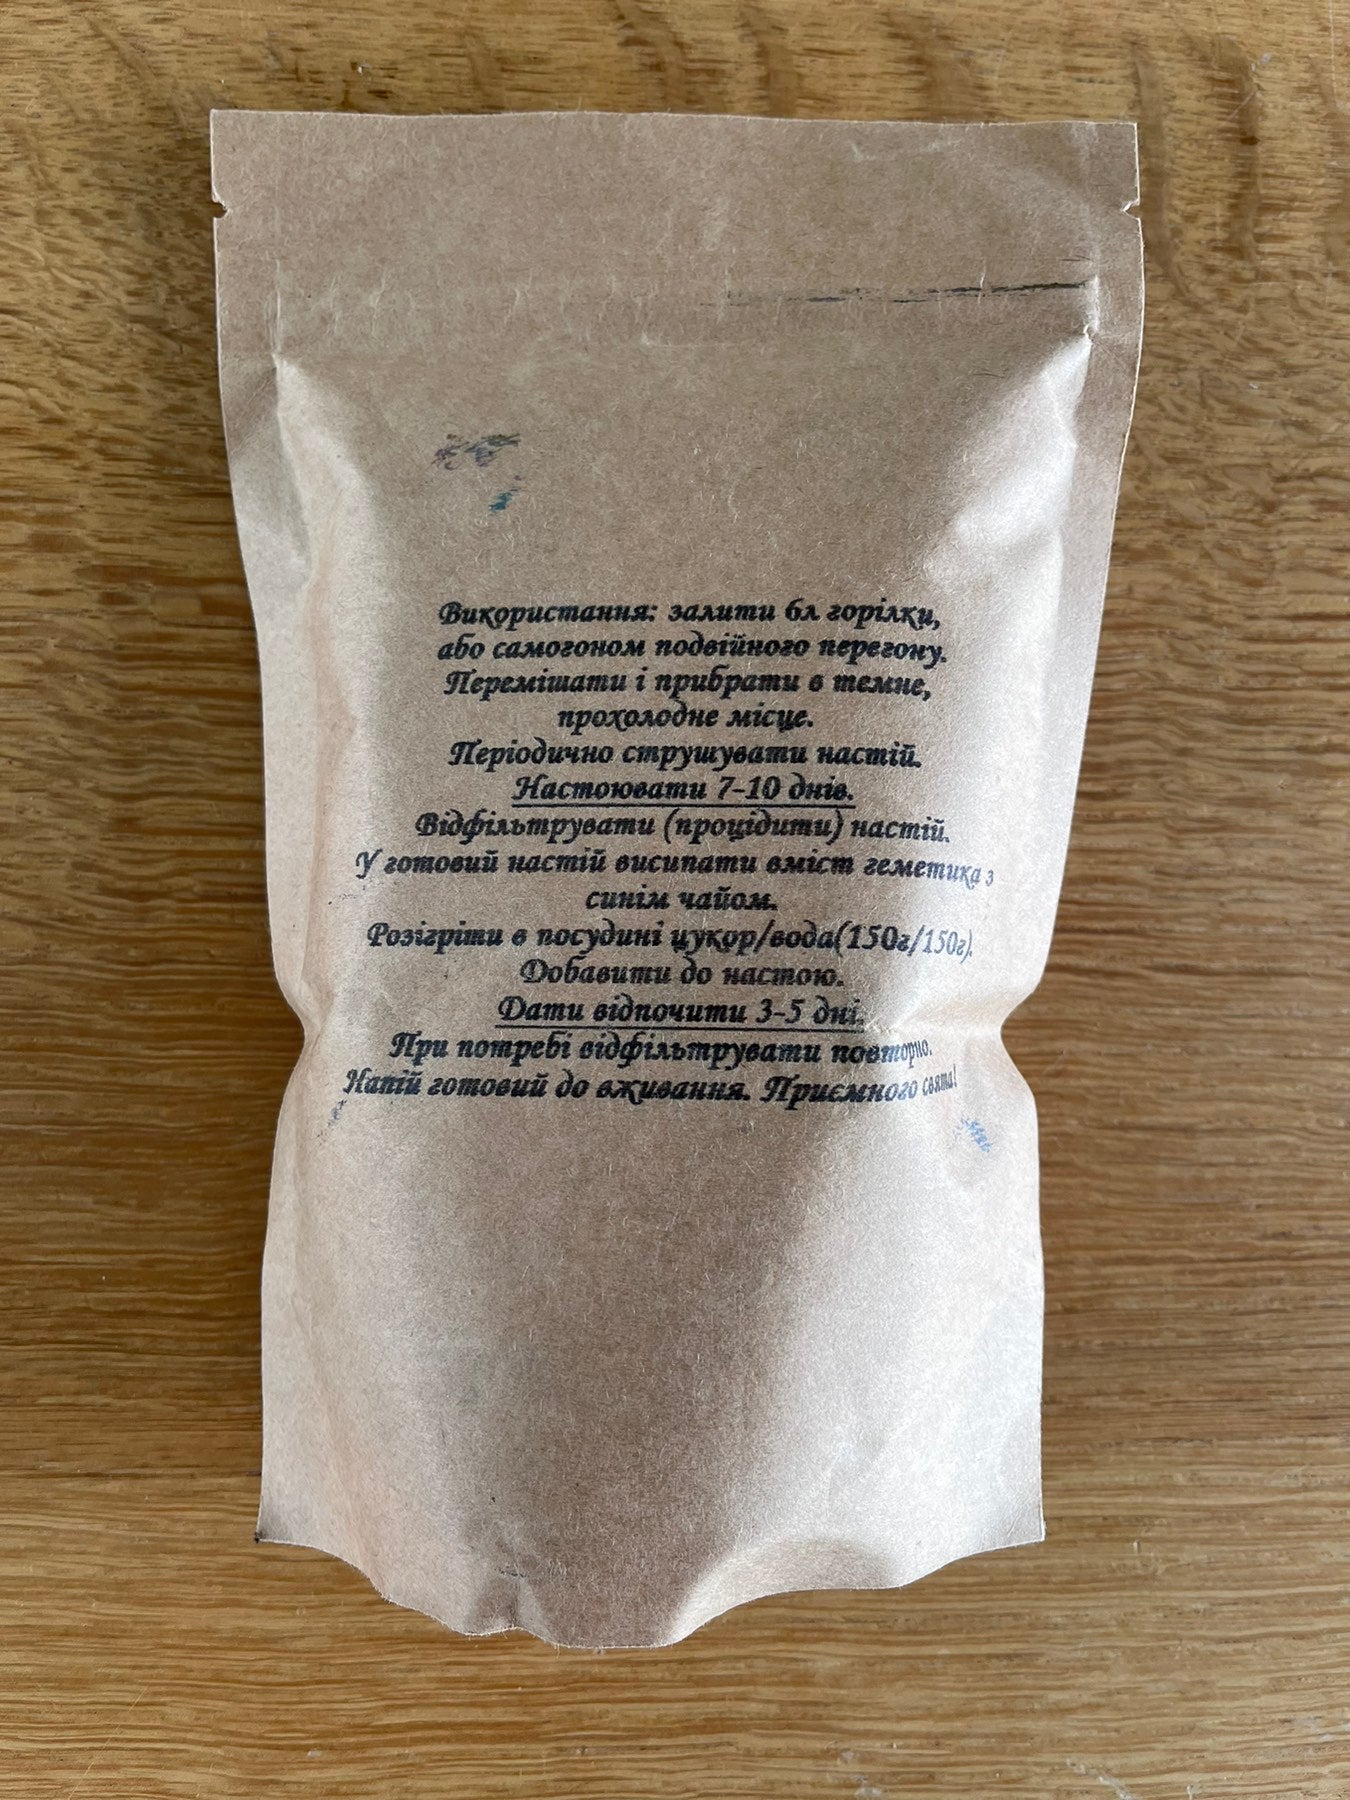 Використання: залити 6л горілки,
або самогоном подвійного перегону.
Перемішати і прибрати в темне,
прохолодне місце.
Періодично струшувати настій.
Настоювати 7-10 днів.
Відфільтрувати (процідити) настій.
У готовий настій висипати вміст геметика з
синім чайом.
Розігріти в посудині цукор/вода(150г/150г).
Добавити до настою.
Дати відпочити 3-5 дні.
При потребі відфільтрувати повторно.
Напій готовий до вживання. Приємного свята!